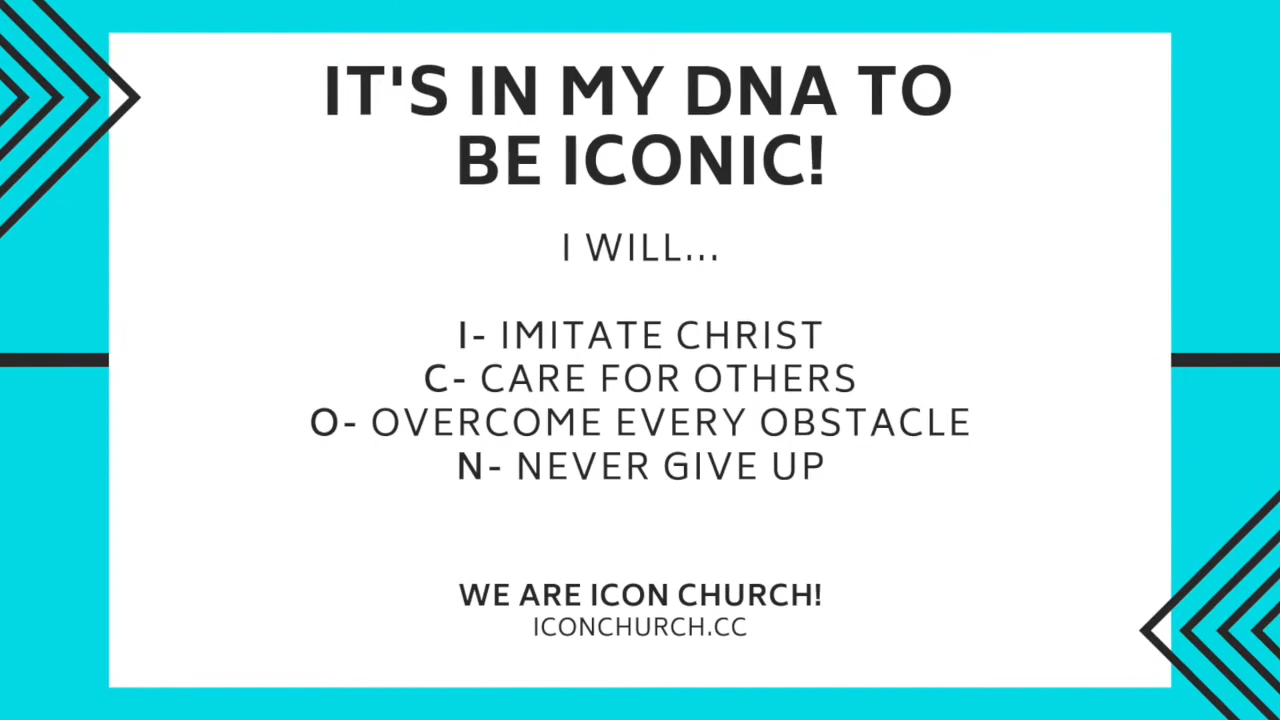 IT'S IN MY DNA TO
BE ICONIC!
I WILL...
I- IMITATE CHRIST
C- CARE FOR OTHERS
O- OVERCOME EVERY OBSTACLE
N- NEVER GIVE UP
WE ARE ICON CHURCH!
ICONCHURCH.CC